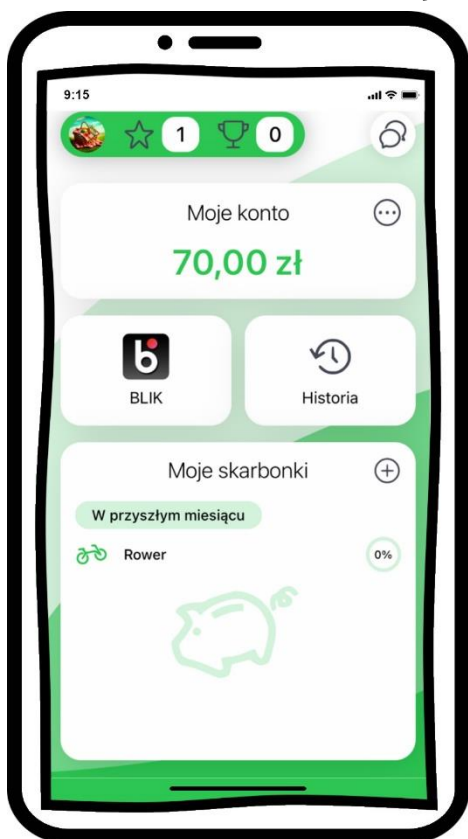 9:15
1 0
Moje konto
70,00 zł
BLIK Historia
Moje skarbonki
W przyszłym miesiącu
Rower 0%